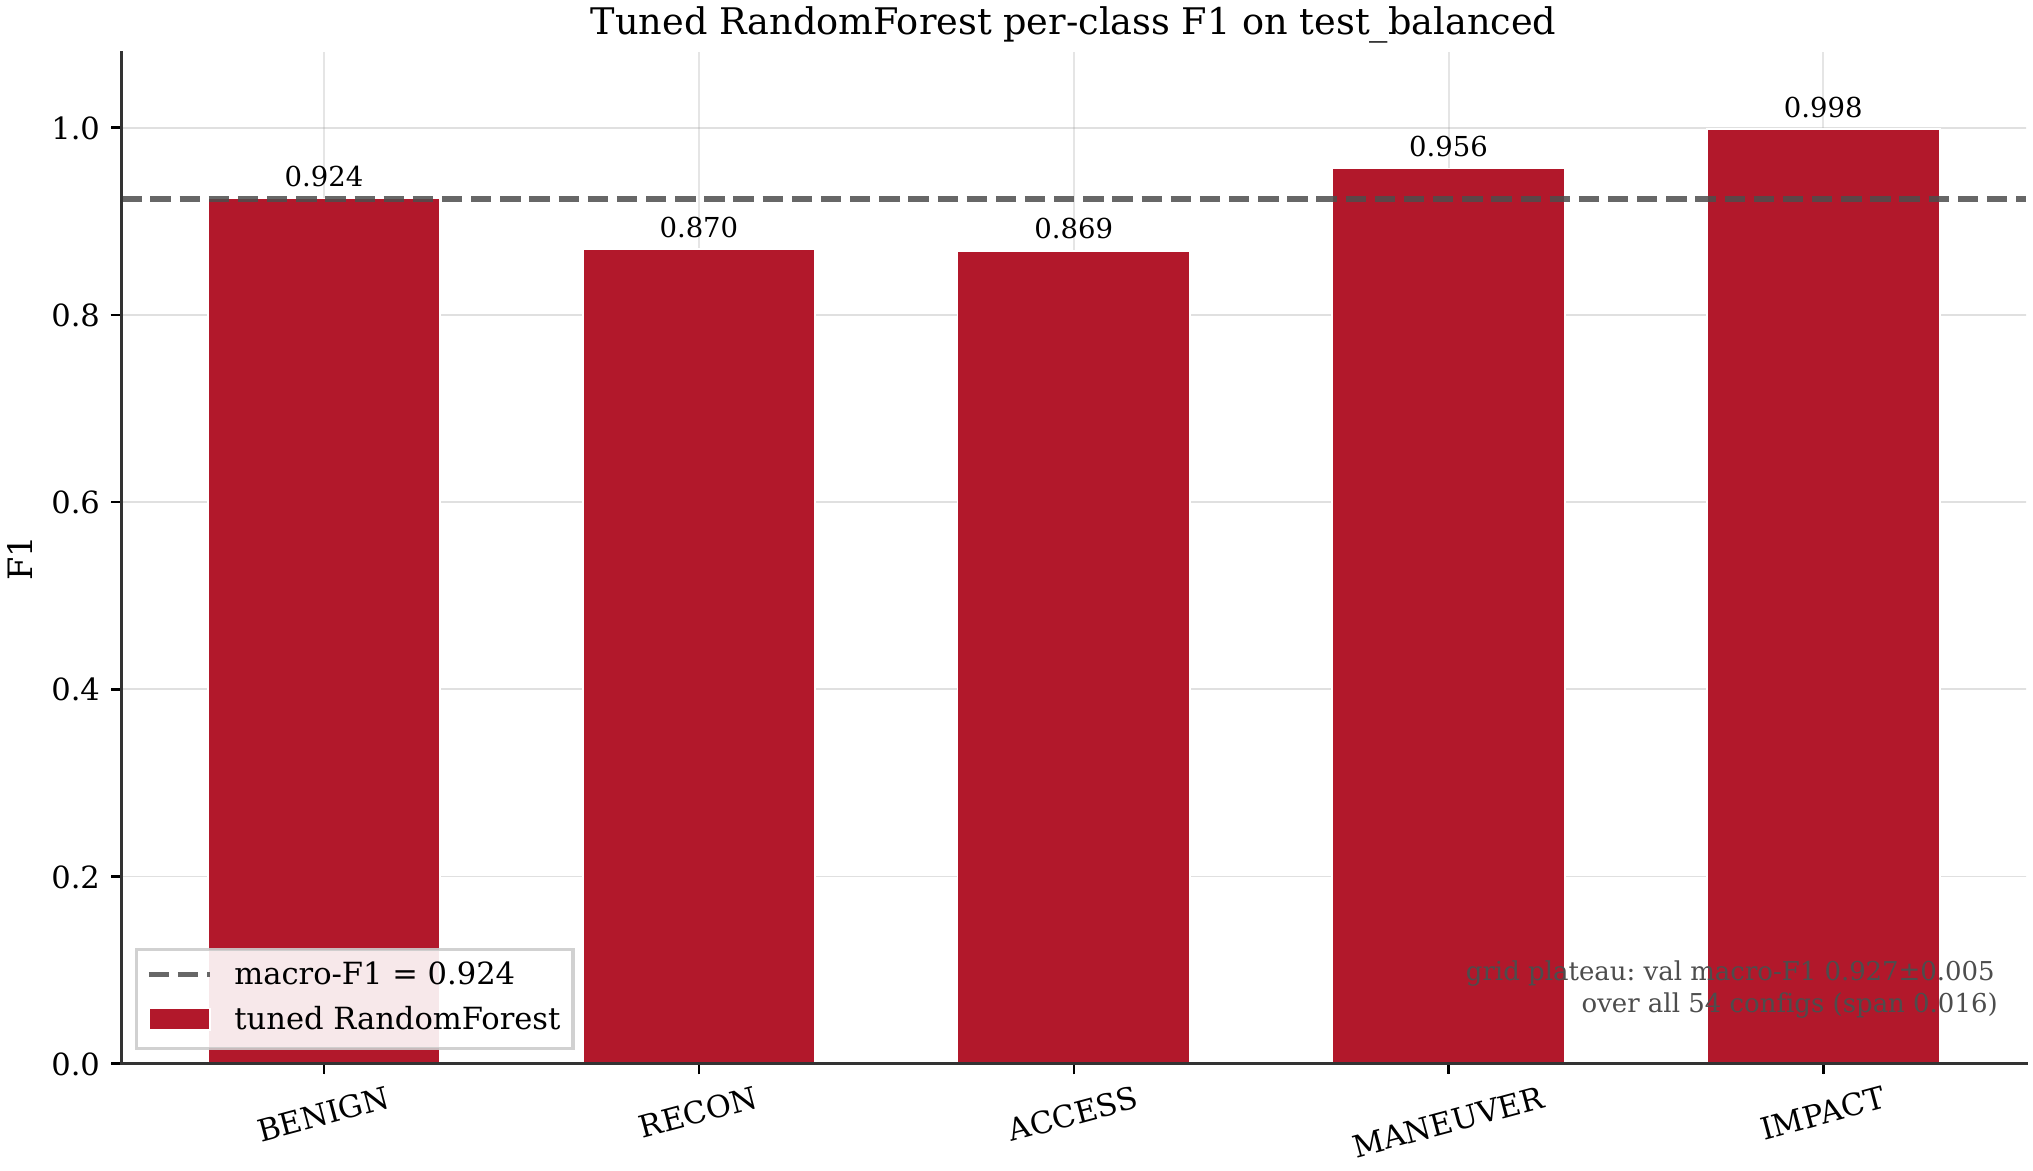 Tuned RandomForest per-class F1 on test_balanced
F1
1.0
0.8
0.6
0.4
0.2
0.0
0.924
0.870
0.869
0.956
0.998
macro-F1 = 0.924
tuned RandomForest
grid plateau: val macro-F1 0.927±0.005
over all 54 configs (span 0.016)
BENIGN
RECON
ACCESS
MANEUVER
IMPACT